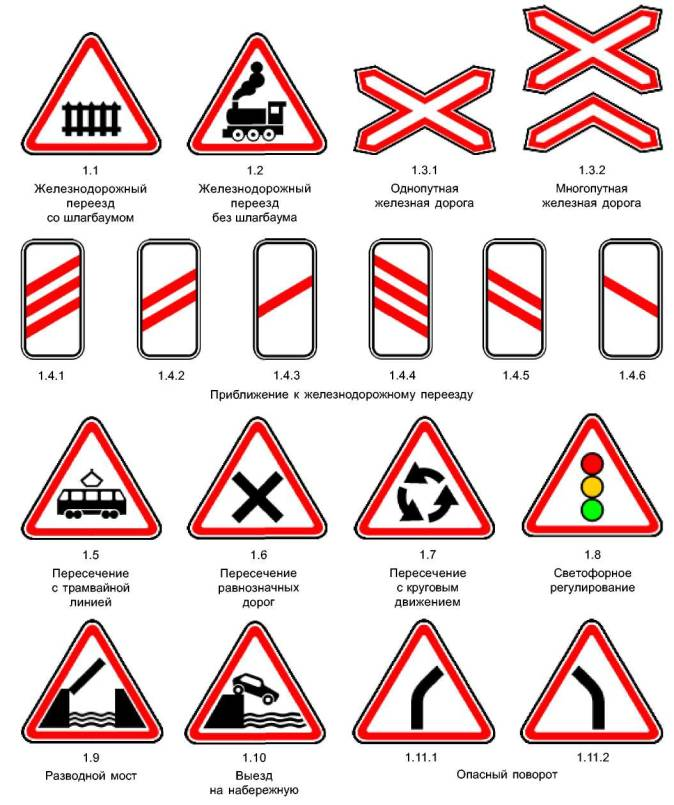 1.1
Железнодорожный
переезд
со шлагбаумом
1.2
Железнодорожный
переезд
без шлагбаума
1.3.1
Однопутная
железная дорога
1.3.2
Многопутная
железная дорога
1.4.1
1.4.2
1.4.3
1.4.4
1.4.5
1.4.6
Приближение к железнодорожному переезду
1.5
Пересечение
с трамвайной
линией
1.6
Пересечение
равнозначных
дорог
1.7
Пересечение
с круговым
движением
1.8
Светофорное
регулирование
1.9
Разводной мост
1.10
Выезд
на набережную
1.11.1
1.11.2
Опасный поворот